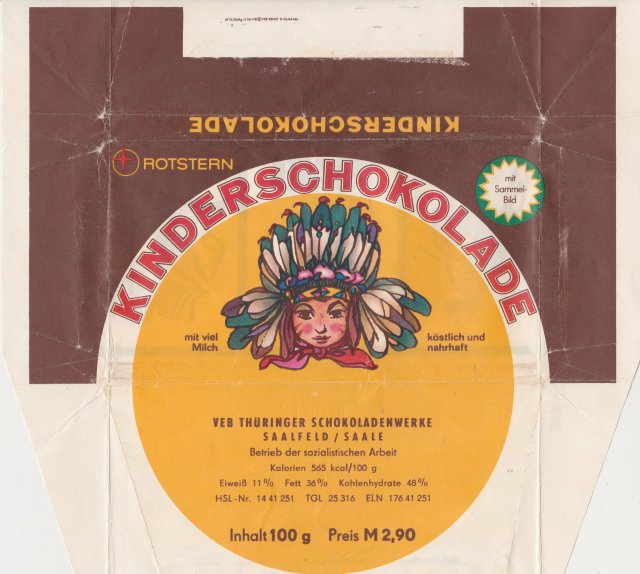 KINDERSCHOKOLADE
ROTSTERN
KINDERSCHOKOLADE
mit
Sammel-
Bild
mit viel
Milch
köstlich und
nahrhaft
VEB THÜRINGER SCHOKOLADENWERKE
SAALFELD / SAALE
Betrieb der sozialistischen Arbeit
Kalorien 565 kcal/100 g
Eiweiß 11% Fett 36% Kohlenhydrate 48%
HSL-Nr. 14 41 251 TGL 25 316 ELN 176 41 251
Inhalt 100 g Preis M 2,90